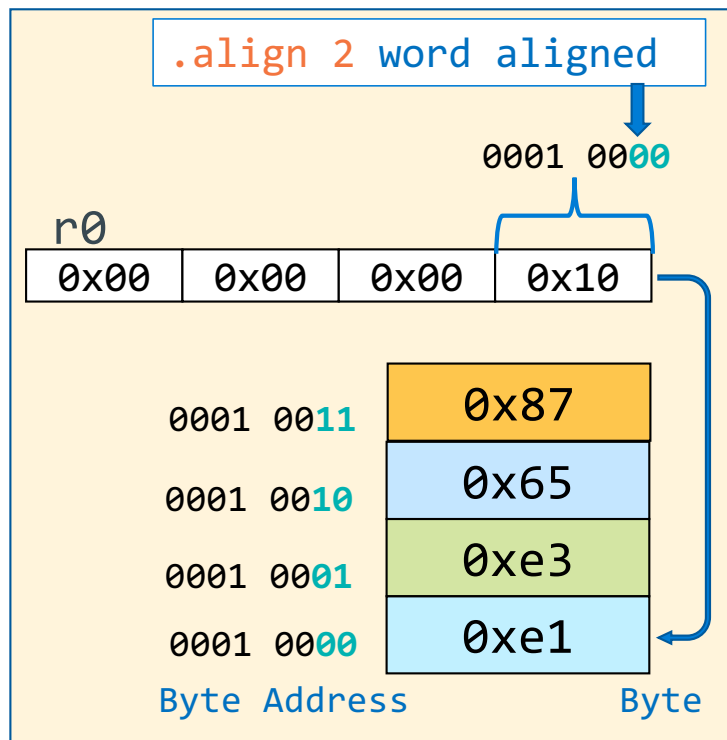 .align 2 word aligned
0001 0000
r0
0x00 0x00 0x00 0x10
0001 0011 0x87
0001 0010 0x65
0001 0001 0xe3
0001 0000 0xe1
Byte Address Byte